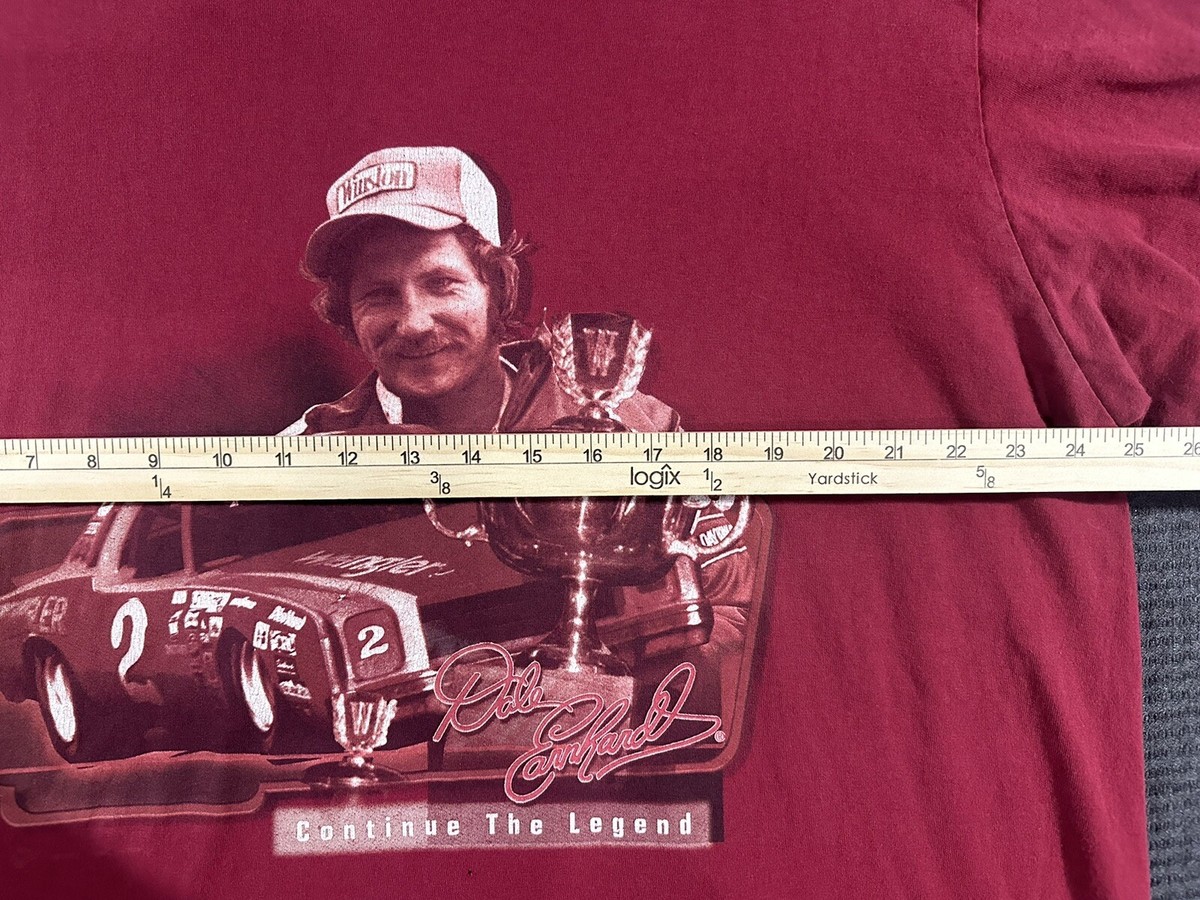 Winston
W
7 8 9 10 11 12 13 14 15 16 17 18 19 20 21 22 23 24 25 26
1/4 3/8 logix 1/2 Yardstick 5/8
Wrangler
2
2
W
Dale
Earnhardt®
Continue The Legend